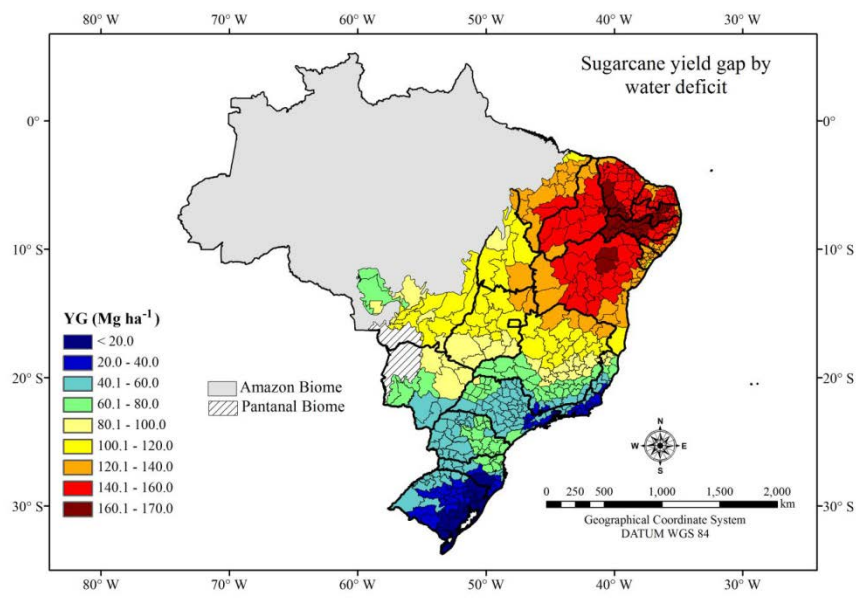 80° W 70° W 60° W 50° W 40° W 30° W
Sugarcane yield gap by
water deficit
0° 0°
10° S 10° S
YG (Mg ha⁻¹)
< 20.0
20.0 - 40.0
40.1 - 60.0
60.1 - 80.0
80.1 - 100.0
100.1 - 120.0
120.1 - 140.0
140.1 - 160.0
160.1 - 170.0
Amazon Biome
Pantanal Biome
20° S 20° S
N
W E
S
0 250 500 1,000 1,500 2,000
km
Geographical Coordinate System
DATUM WGS 84
30° S 30° S
80° W 70° W 60° W 50° W 40° W 30° W